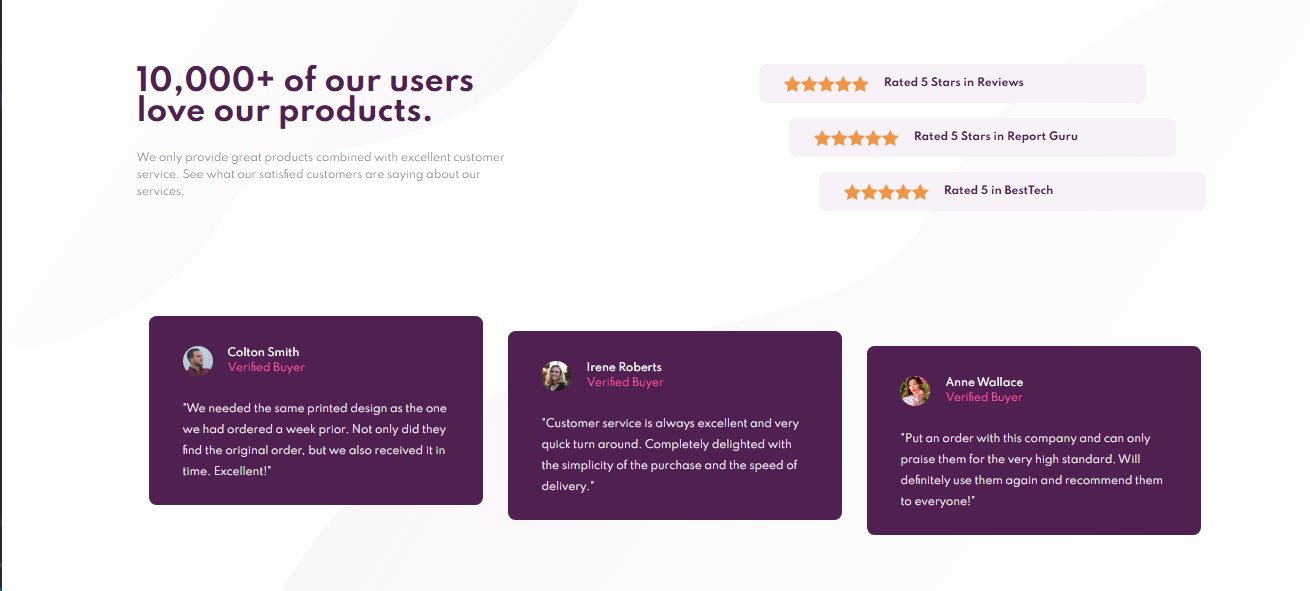 10,000+ of our users
love our products.
We only provide great products combined with excellent customer
service. See what our satisfied customers are saying about our
services.
Rated 5 Stars in Reviews
Rated 5 Stars in Report Guru
Rated 5 in BestTech
Colton Smith
Verified Buyer
"We needed the same printed design as the one
we had ordered a week prior. Not only did they
find the original order, but we also received it in
time. Excellent!"
Irene Roberts
Verified Buyer
"Customer service is always excellent and very
quick turn around. Completely delighted with
the simplicity of the purchase and the speed of
delivery."
Anne Wallace
Verified Buyer
"Put an order with this company and can only
praise them for the very high standard. Will
definitely use them again and recommend them
to everyone!"